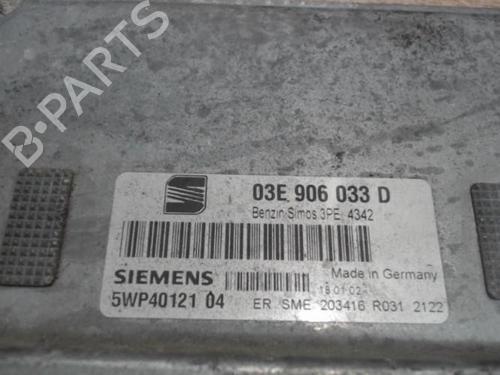 B-PARTS
03E 906 033 D
Benzin Simos 3PE 4342
SIEMENS
Made in Germany
18.01.02
5WP40121 04
ER SME 203416 R031 2122